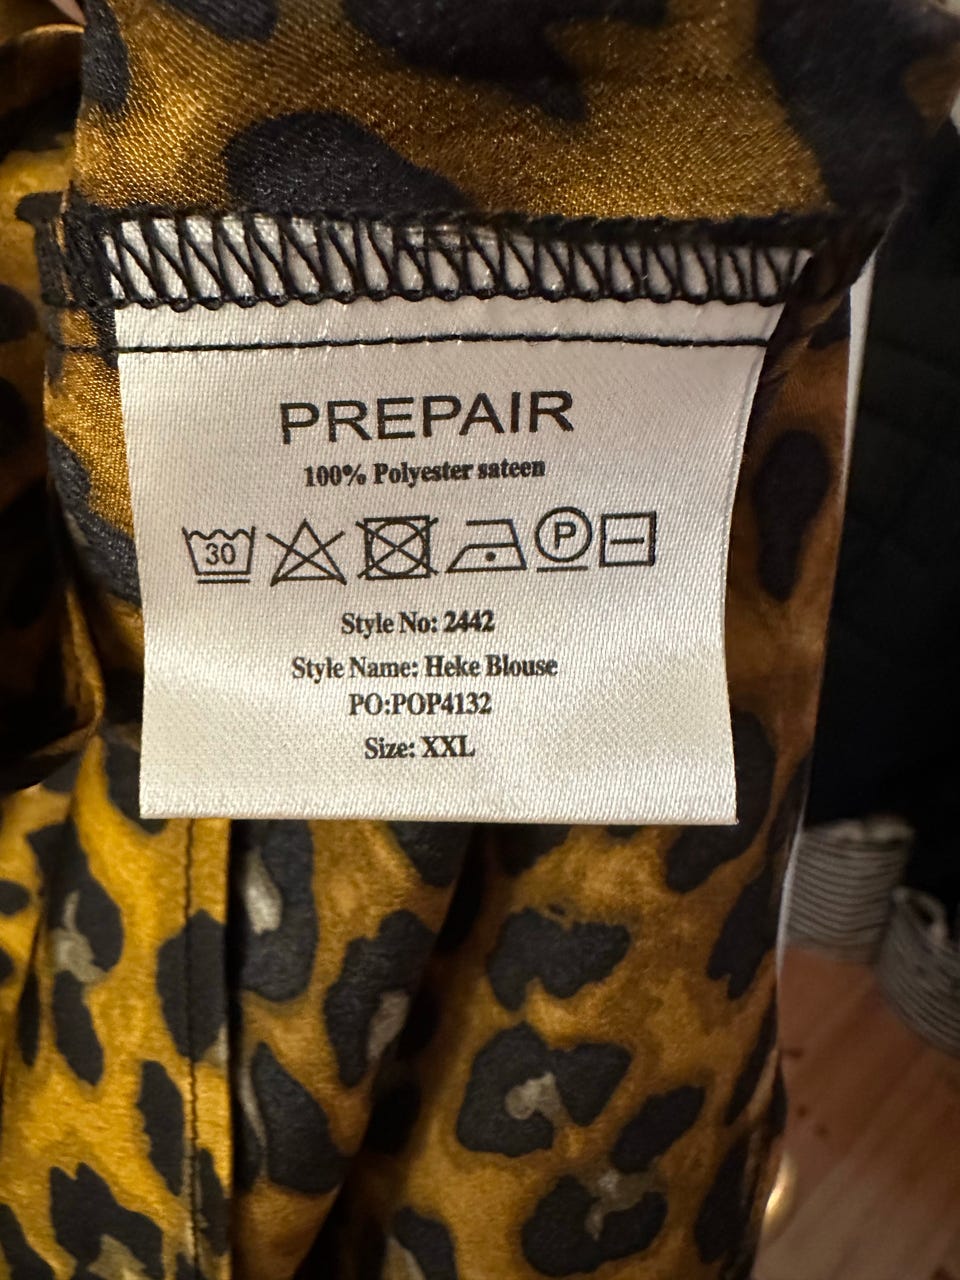 PREPAIR
100% Polyester sateen
30 P
Style No: 2442
Style Name: Heke Blouse
PO:POP4132
Size: XXL